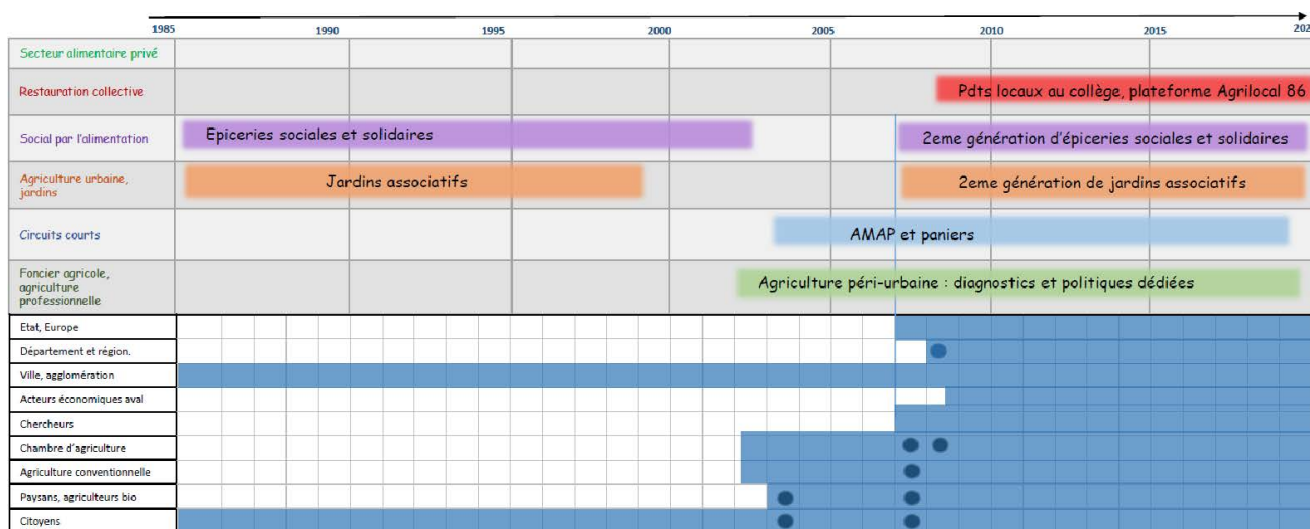 1985 1990 1995 2000 2005 2010 2015 202
Secteur alimentaire privé
Restauration collective
Pdts locaux au collège, plateforme Agrilocal 86
Social par l'alimentation
Epiceries sociales et solidaires
2eme génération d'épiceries sociales et solidaires
Agriculture urbaine,
jardins
Jardins associatifs
2eme génération de jardins associatifs
Circuits courts
AMAP et paniers
Foncier agricole,
agriculture
professionnelle
Agriculture péri-urbaine : diagnostics et politiques dédiées
Etat, Europe
Département et région.
Ville, agglomération
Acteurs économiques aval
Chercheurs
Chambre d'agriculture
Agriculture conventionnelle
Paysans, agriculteurs bio
Citoyens